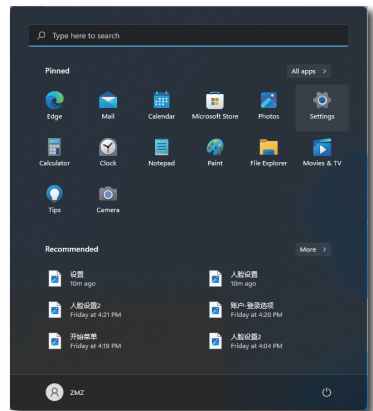 Type here to search
Pinned
All apps >
Edge
Mail
Calendar
Microsoft Store
Photos
Settings
Calculator
Clock
Notepad
Paint
File Explorer
Movies & TV
Tips
Camera
Recommended
More >
设置
10m ago
人脸设置
10m ago
人脸设置2
Friday at 4:21 PM
账户-登录选项
Friday at 4:20 PM
开始菜单
Friday at 4:19 PM
人脸设置2
Friday at 4:04 PM
ZMZ